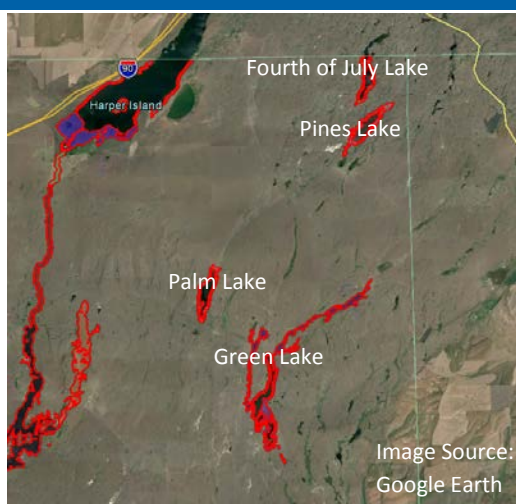 Fourth of July Lake
90
Harper Island
Pines Lake
Palm Lake
Green Lake
Image Source:
Google Earth